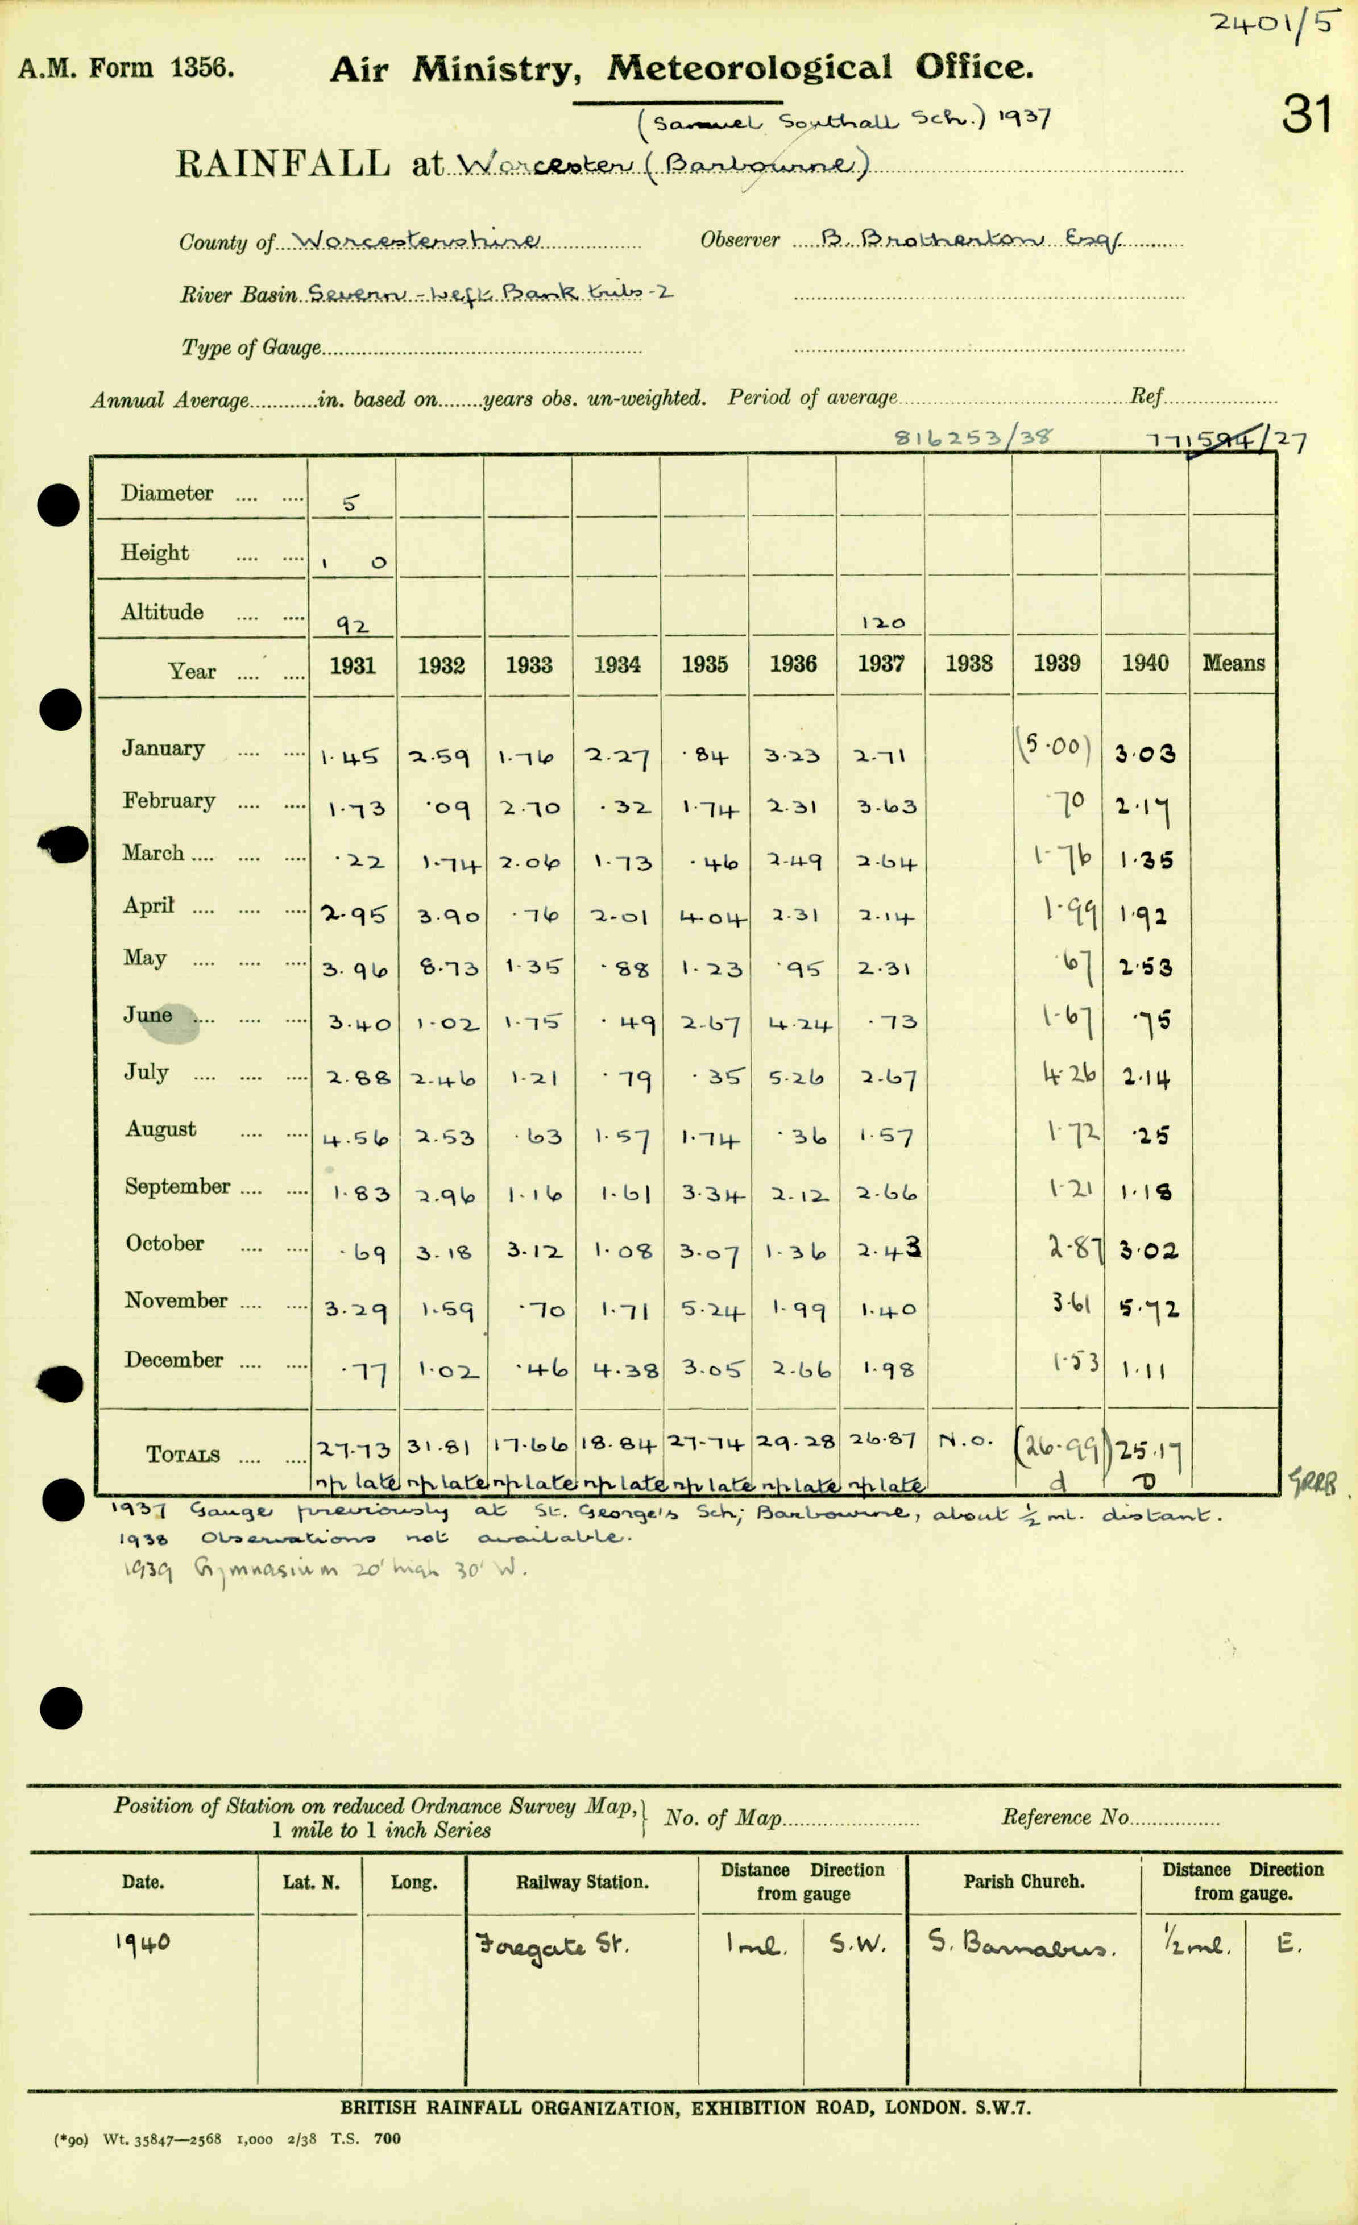 2401/5
A.M. Form 1356. Air Ministry, Meteorological Office.
31
(Samuel Southall Sch.) 1937
RAINFALL at Worcester (Barbourne)
County of Worcestershire Observer B. Brotherton Esq/
River Basin Severn - Left Bank tribs-2
Type of Gauge
Annual Average in. based on years obs. un-weighted. Period of average Ref.
816253/38 771594/27
Diameter 5
Height 1 0
Altitude 92 120
Year 1931 1932 1933 1934 1935 1936 1937 1938 1939 1940 Means
January 1.45 2.59 1.76 2.27 .84 3.23 2.71 (5.00) 3.03
February 1.73 .09 2.70 .32 1.74 2.31 3.63 .70 2.17
March .22 1.74 2.06 1.73 .46 2.49 2.64 1.76 1.35
April 2.95 3.90 .76 2.01 4.04 2.31 2.14 1.99 1.92
May 3.96 8.73 1.35 .88 1.23 .95 2.31 .67 2.53
June 3.40 1.02 1.75 .49 2.67 4.24 .73 1.67 .75
July 2.88 2.46 1.21 .79 .35 5.26 2.67 4.26 2.14
August 4.56 2.53 .63 1.57 1.74 .36 1.57 1.72 .25
September 1.83 2.96 1.16 1.61 3.34 2.12 2.66 1.21 1.18
October .69 3.18 3.12 1.08 3.07 1.36 2.43 2.87 3.02
November 3.29 1.59 .70 1.71 5.24 1.99 1.40 3.61 5.72
December .77 1.02 .46 4.38 3.05 2.66 1.98 1.53 1.11
TOTALS 27.73 31.81 17.66 18.84 27.74 29.28 26.87 N.O. (26.99) 25.17
np late np late np late np late np late np late np late d D
1937 Gauge previously at St. George's Sch; Barbourne, about ½ ml. distant.
1938 Observations not available.
1939 Gymnasium 20' high 30' W.
Position of Station on reduced Ordnance Survey Map, } No. of Map Reference No.
1 mile to 1 inch Series
Date. Lat. N. Long. Railway Station. Distance Direction from gauge Parish Church. Distance Direction from gauge.
1940 Foregate St. 1 ml. S.W. S. Barnabus. ½ ml. E.
BRITISH RAINFALL ORGANIZATION, EXHIBITION ROAD, LONDON. S.W.7.
(*90) Wt. 35847—2568 1,000 2/38 T.S. 700